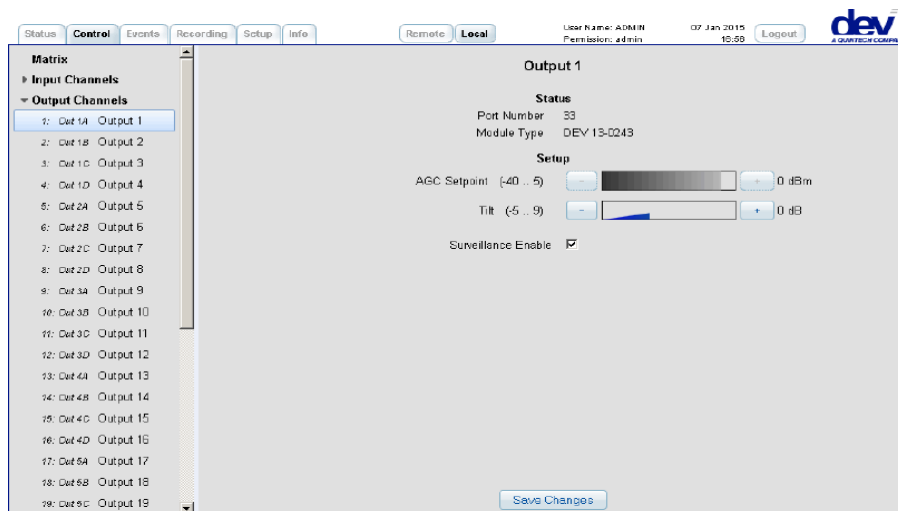 Status Control Events Recording Setup Info Remote Local User Name: ADMIN 07 Jan 2015 Logout dev
Permission: admin 16:56 A QUINTECH COMPA
Matrix
Input Channels
Output Channels
1: Out 1A Output 1
2: Out 1B Output 2
3: Out 1C Output 3
4: Out 1D Output 4
5: Out 2A Output 5
6: Out 2B Output 6
7: Out 2C Output 7
8: Out 2D Output 8
9: Out 3A Output 9
10: Out 3B Output 10
11: Out 3C Output 11
12: Out 3D Output 12
13: Out 4A Output 13
14: Out 4B Output 14
15: Out 4C Output 15
16: Out 4D Output 16
17: Out 5A Output 17
18: Out 5B Output 18
19: Out 5C Output 19
Output 1
Status
Port Number 33
Module Type DEV 13-0243
Setup
AGC Setpoint (-40 .. 5) - + 0 dBm
Tilt (-5 .. 9) - + 0 dB
Surveillance Enable
Save Changes